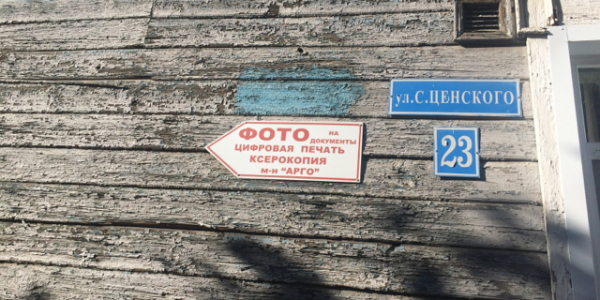 ФОТО НА ДОКУМЕНТЫ
ЦИФРОВАЯ ПЕЧАТЬ
КСЕРОКОПИЯ
м-н "АРГО"
ул.С.ЦЕНСКОГО
23